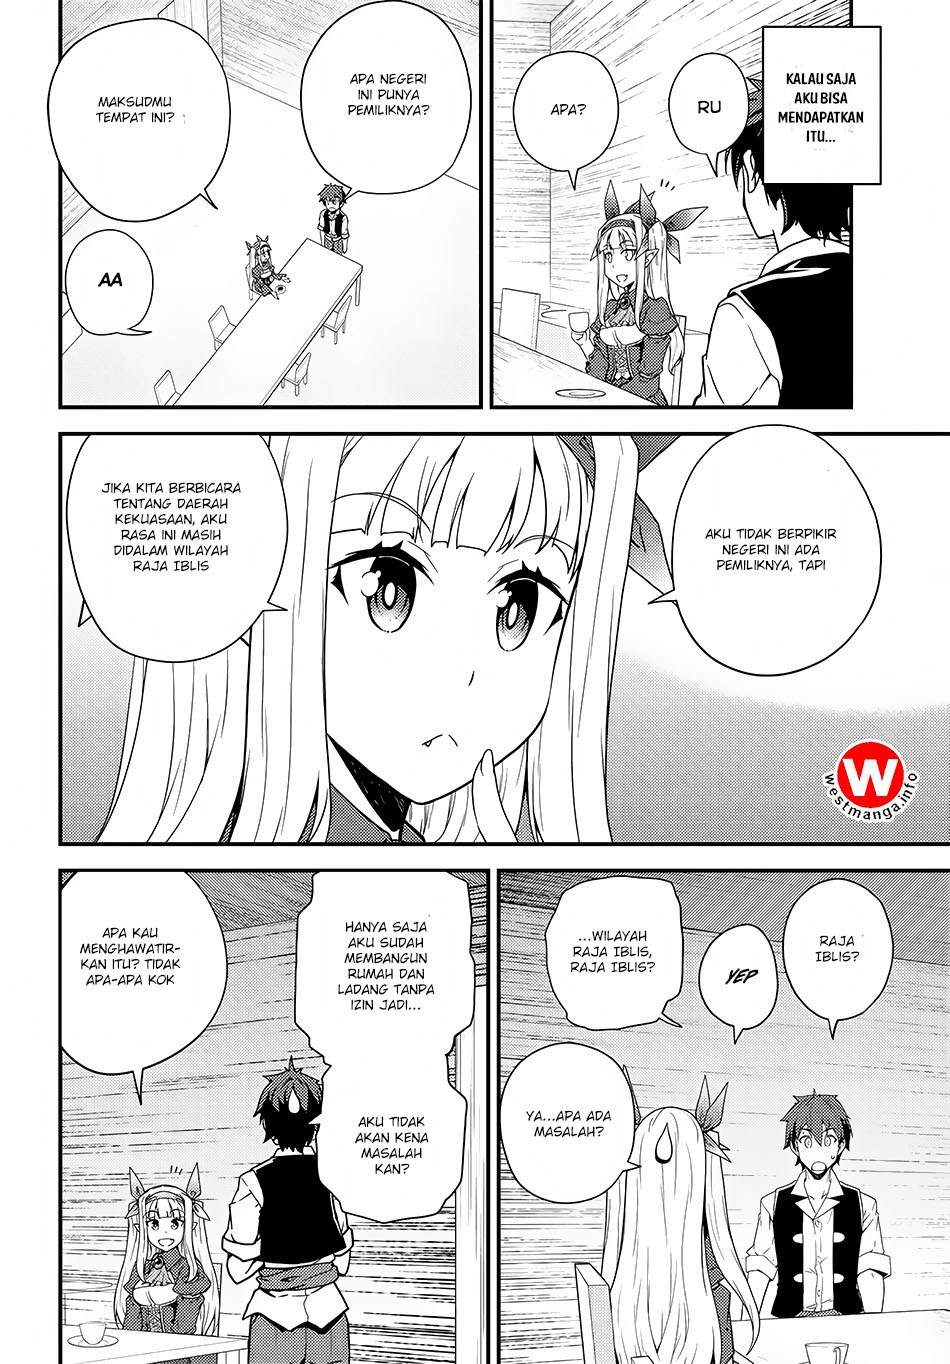 KALAU SAJA
AKU BISA
MENDAPATKAN
ITU...
RU
APA?
APA NEGERI
INI PUNYA
PEMILIKNYA?
MAKSUDMU
TEMPAT INI?
AA
AKU TIDAK BERPIKIR
NEGERI INI ADA
PEMILIKNYA, TAPI
JIKA KITA BERBICARA
TENTANG DAERAH
KEKUASAAN, AKU
RASA INI MASIH
DIDALAM WILAYAH
RAJA IBLIS
W
westmanga.info
RAJA
IBLIS?
YEP
...WILAYAH
RAJA IBLIS,
RAJA IBLIS?
YA...APA ADA
MASALAH?
HANYA SAJA
AKU SUDAH
MEMBANGUN
RUMAH DAN
LADANG TANPA
IZIN JADI...
AKU TIDAK
AKAN KENA
MASALAH
KAN?
APA KAU
MENGHAWATIR-
KAN ITU? TIDAK
APA-APA KOK